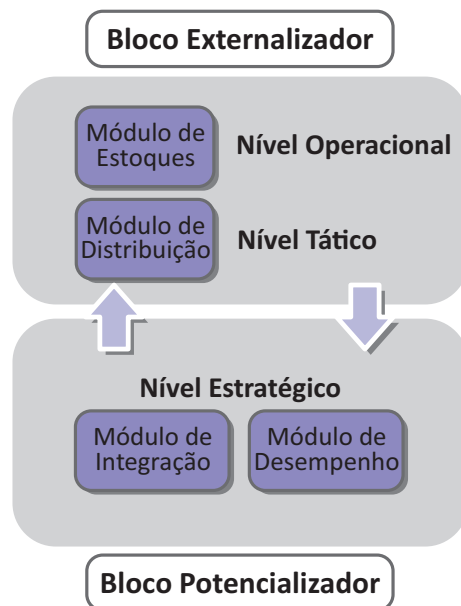 Bloco Externalizador
Módulo de
Estoques
Nível Operacional
Módulo de
Distribuição
Nível Tático
Nível Estratégico
Módulo de
Integração
Módulo de
Desempenho
Bloco Potencializador